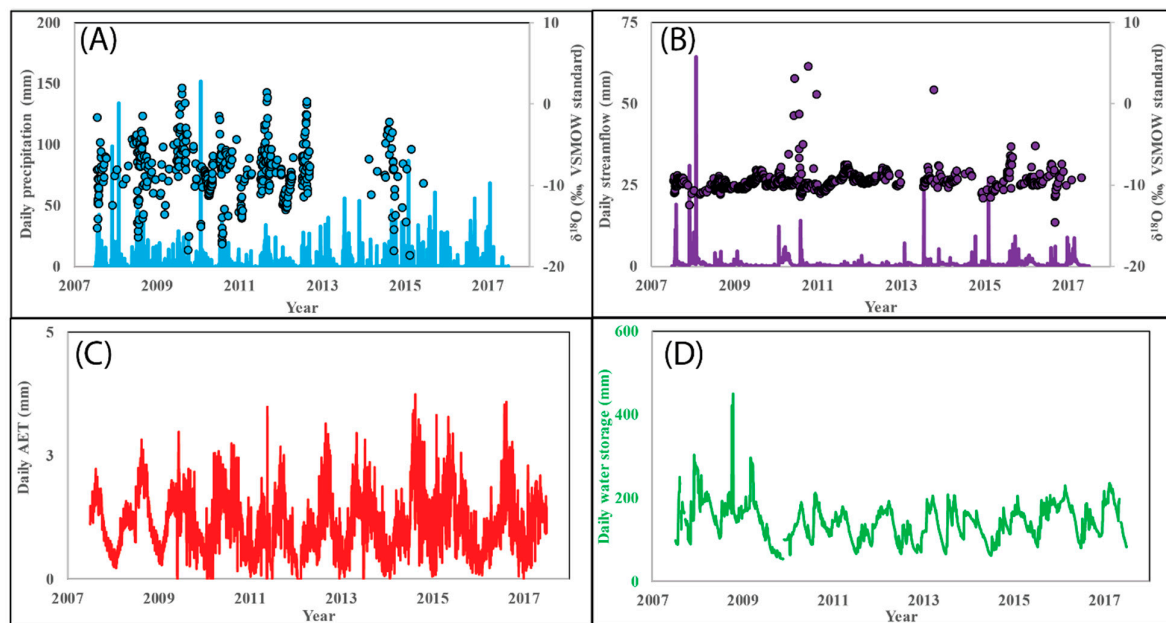 (A)
Daily precipitation (mm)
200
150
100
50
0
10
0
-10
-20
δ¹⁸O (‰, VSMOW standard)
2007 2009 2011 2013 2015 2017
Year
(B)
Daily streamflow (mm)
75
50
25
0
10
0
-10
-20
δ¹⁸O (‰, VSMOW standard)
2007 2009 2011 2013 2015 2017
Year
(C)
Daily AET (mm)
5
3
0
2007 2009 2011 2013 2015 2017
Year
(D)
Daily water storage (mm)
600
400
200
0
2007 2009 2011 2013 2015 2017
Year